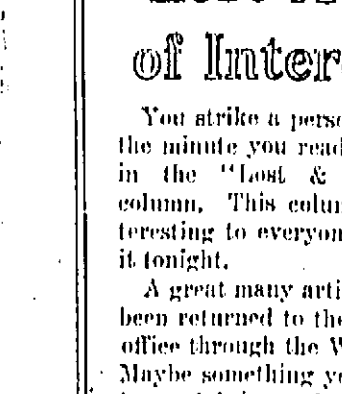 of Inter
You strike a perso
the minute you read
in the "Lost &
column. This colum
teresting to everyon
it tonight.
A great many arti
been returned to the
office through the W
Maybe something yo